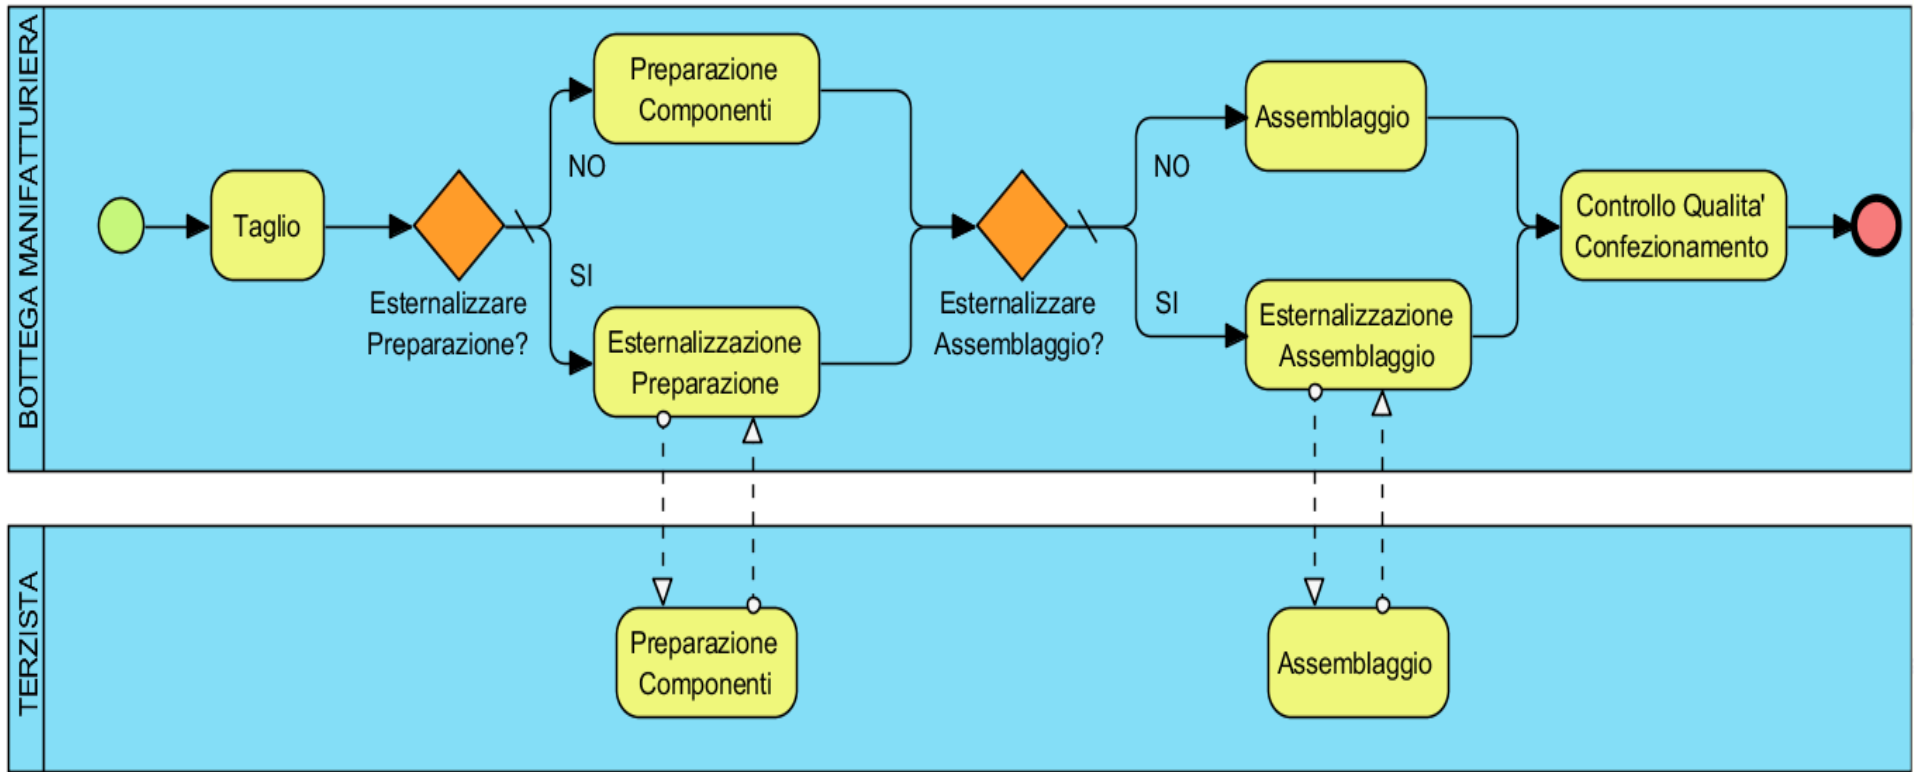 BOTTEGA MANIFATTURIERA
Taglio
Esternalizzare
Preparazione?
NO
SI
Preparazione
Componenti
Esternalizzazione
Preparazione
Esternalizzare
Assemblaggio?
NO
SI
Assemblaggio
Esternalizzazione
Assemblaggio
Controllo Qualita'
Confezionamento
TERZISTA
Preparazione
Componenti
Assemblaggio